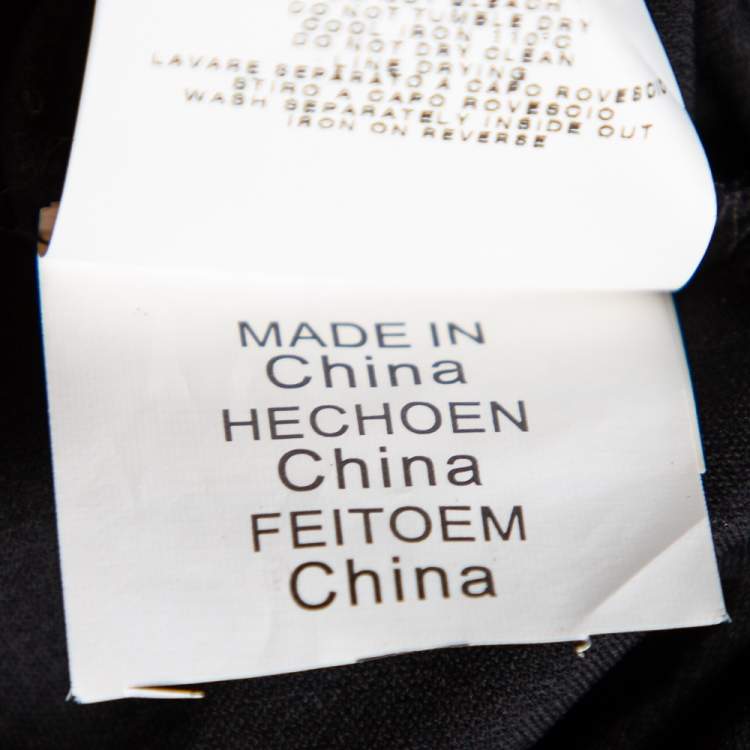 BLEACH
DO NOT TUMBLE DRY
COOL IRON 110°C
DO NOT DRY CLEAN
LINE DRYING
LAVARE SEPARATO A CAPO ROVESCIO
STIRO A CAPO ROVESCIO
WASH SEPARATELY INSIDE OUT
IRON ON REVERSE
MADE IN
China
HECHOEN
China
FEITOEM
China